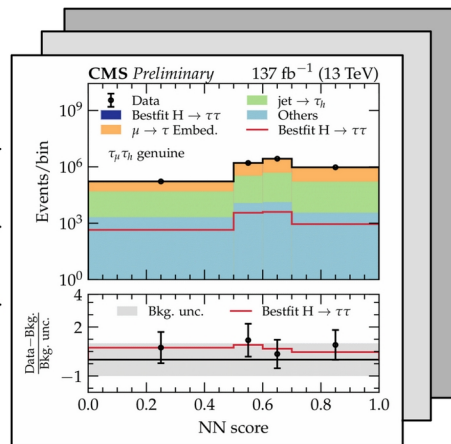 CMS Preliminary 137 fb⁻¹ (13 TeV)
Events/bin
10⁹
10⁶
10³
10⁰
Data
Bestfit H → ττ
μ → τ Embed.
jet → τₕ
Others
Bestfit H → ττ
τμτₕ genuine
Data−Bkg.
Bkg. unc.
4
2
−1
Bkg. unc. Bestfit H → ττ
0.0 0.2 0.4 0.6 0.8 1.0
NN score